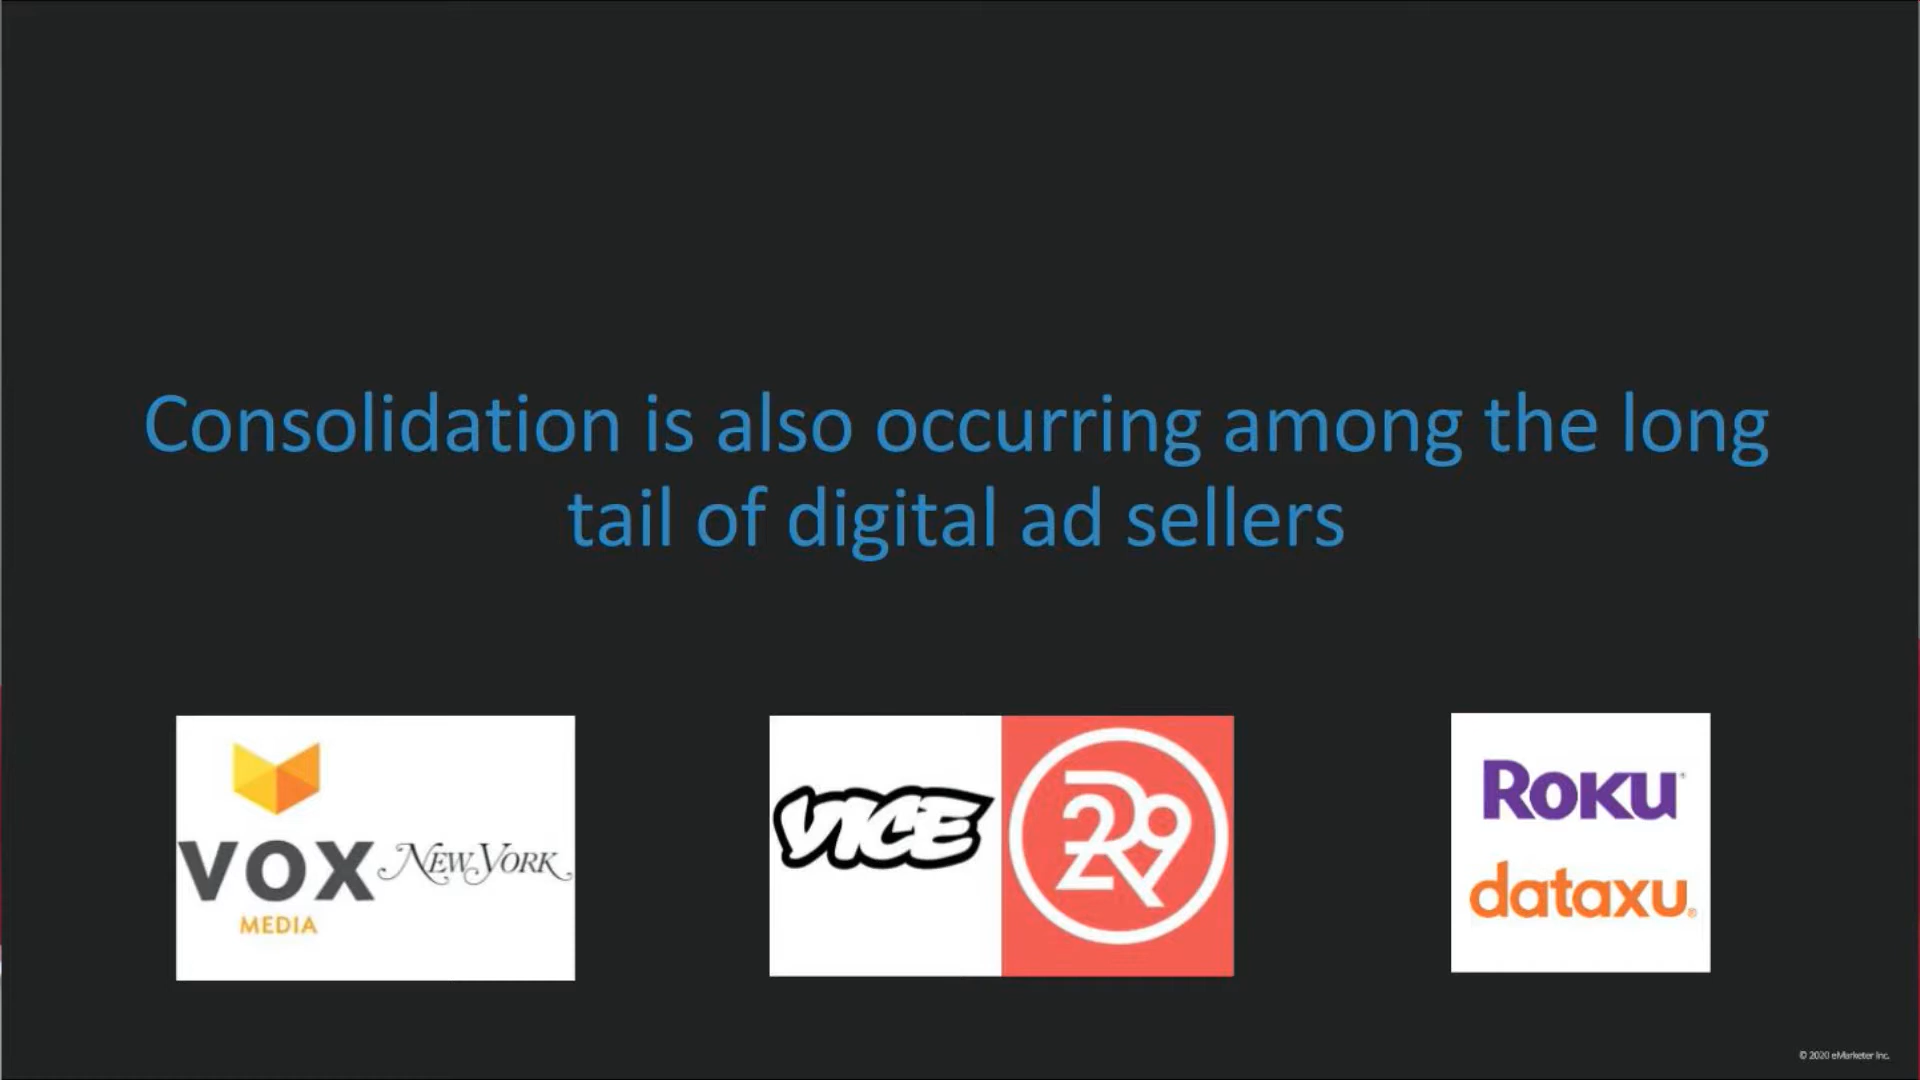 Consolidation is also occurring among the long
tail of digital ad sellers
VOX
MEDIA
NEW YORK
VICE
R29
Roku
dataxu
© 2020 eMarketer Inc.